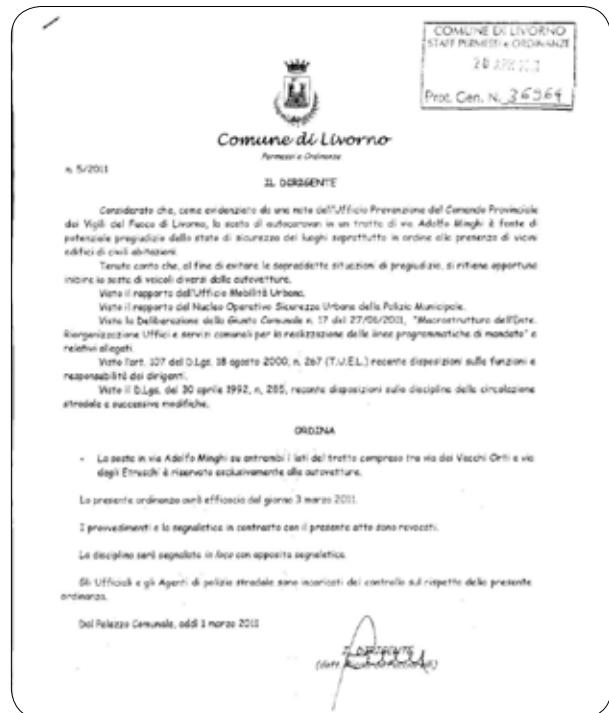 COMUNE DI LIVORNO
STAFF PERMESSI e ORDINANZE
20 APR
Prot. Gen. N. 36964
Comune di Livorno
Permessi e Ordinanze
n. 5/2011
IL DIRIGENTE
Considerato che, come evidenziato da una nota dell'Ufficio Prevenzione del Comando Provinciale
dei Vigili del Fuoco di Livorno, la sosta di autocaravan in un tratto di via Adolfo Minghi è fonte di
potenziale pregiudizio dello stato di sicurezza dei luoghi soprattutto in ordine alla presenza di vicini
edifici di civili abitazioni.
Tenuto conto che, al fine di evitare le sopraddette situazioni di pregiudizio, si ritiene opportuno
inibire la sosta di veicoli diversi dalle autovetture.
Visto il rapporto dell'Ufficio Mobilità Urbana.
Visto il rapporto del Nucleo Operativo Sicurezza Urbana della Polizia Municipale.
Vista la Deliberazione della Giunta Comunale n. 17 del 27/01/2011, "Macrostruttura dell'Ente.
Riorganizzazione Uffici e servizi comunali per la realizzazione delle linee programmatiche di mandato" e
relativi allegati.
Visto l'art. 107 del D.Lgs. 18 agosto 2000, n. 267 (T.U.E.L.) recante disposizioni sulle funzioni e
responsabilità dei dirigenti.
Visto il D.Lgs. del 30 aprile 1992, n. 285, recante disposizioni sulla disciplina della circolazione
stradale e successive modifiche.
ORDINA
- La sosta in via Adolfo Minghi su entrambi i lati del tratto compreso tra via dei Vecchi Orti e via
degli Etruschi è riservata esclusivamente alle autovetture.
La presente ordinanza avrà efficacia dal giorno 3 marzo 2011.
I provvedimenti e la segnaletica in contrasto con il presente atto sono revocati.
La disciplina sarà segnalata in loco con apposita segnaletica.
Gli Ufficiali e gli Agenti di polizia stradale sono incaricati del controllo sul rispetto della presente
ordinanza.
Dal Palazzo Comunale, addì 1 marzo 2011
IL DIRIGENTE
(dott.